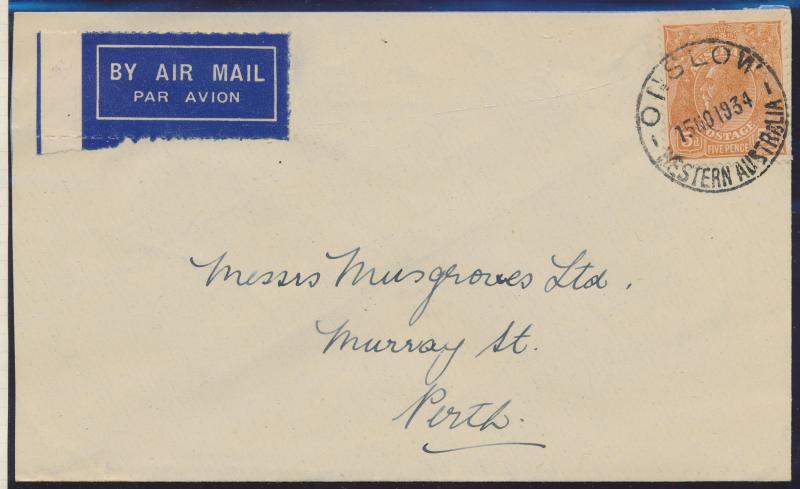 BY AIR MAIL
PAR AVION
ONSLOW
15 NO 1934
WESTERN AUSTRALIA
POSTAGE
5d
FIVE PENCE
Messrs Musgroves Ltd.
Murray St.
Perth.